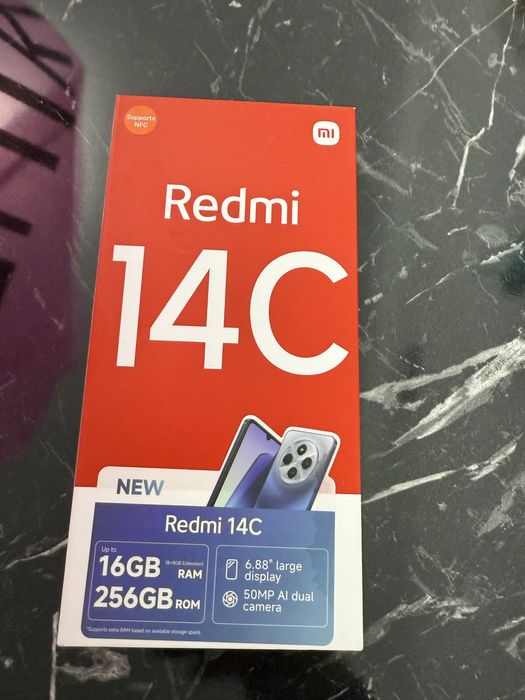 Supports
NFC
mi
Redmi
14C
NEW
Redmi 14C
Up to
16GB (8+8GB Extension) RAM
256GB ROM
6.88" large
display
50MP AI dual
camera
*Supports extra RAM based on available storage space.